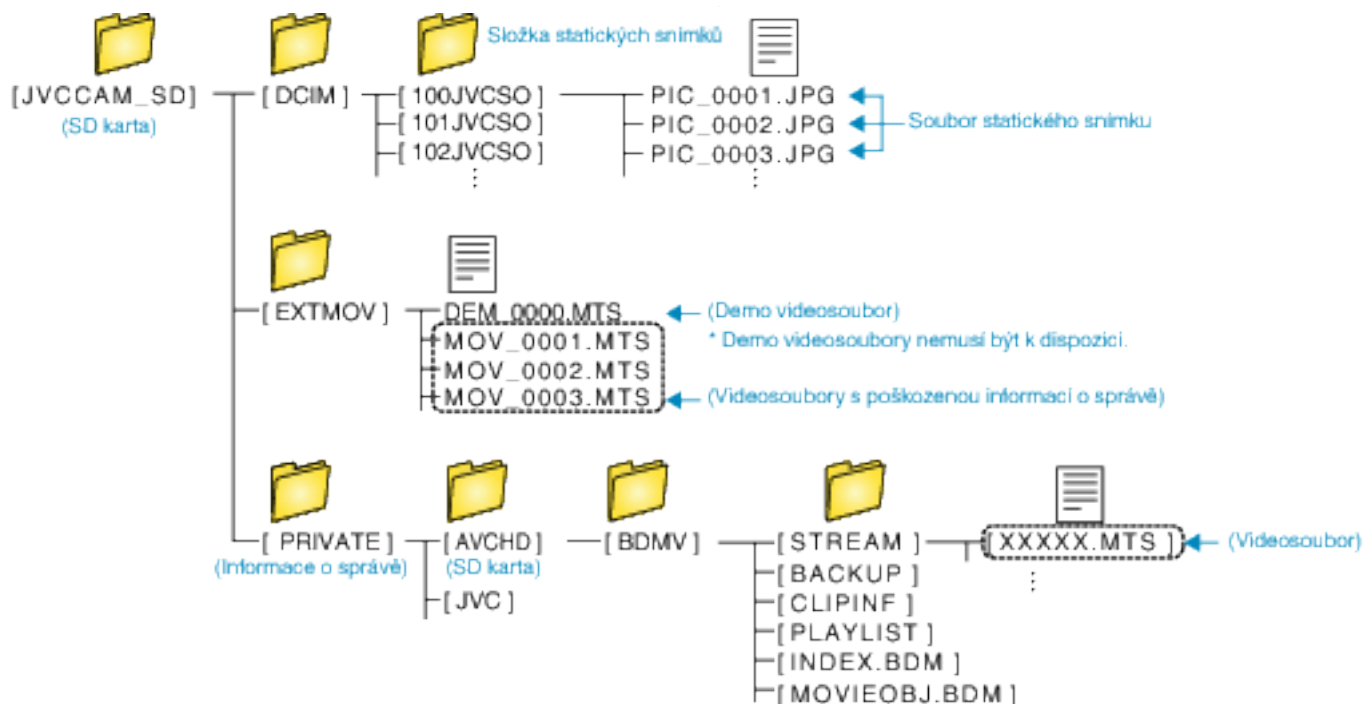 Složka statických snímků
[JVCCAM_SD] [DCIM] [100JVCSO] PIC_0001.JPG
(SD karta) [101JVCSO] PIC_0002.JPG Soubor statického snímku
[102JVCSO] PIC_0003.JPG
[EXTMOV] DEM_0000.MTS (Demo videosoubor)
MOV_0001.MTS * Demo videosoubory nemusí být k dispozici.
MOV_0002.MTS
MOV_0003.MTS (Videosoubory s poškozenou informací o správě)
[PRIVATE] [AVCHD] [BDMV] [STREAM] [XXXXX.MTS] (Videosoubor)
(Informace o správě) (SD karta) [BACKUP]
[JVC] [CLIPINF]
[PLAYLIST]
[INDEX.BDM]
[MOVIEOBJ.BDM]